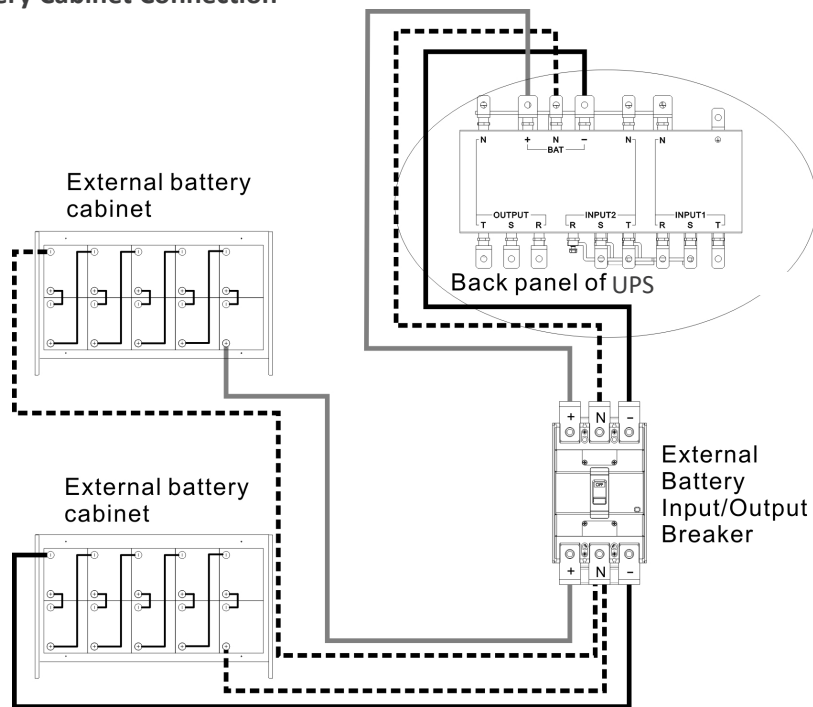 ery Cabinet Connection
N + N − N N ⏚
BAT
OUTPUT INPUT2 INPUT1
T S R R S T R S T
Back panel of UPS
External battery
cabinet
+ N −
OFF
External
Battery
Input/Output
Breaker
+ N −
External battery
cabinet